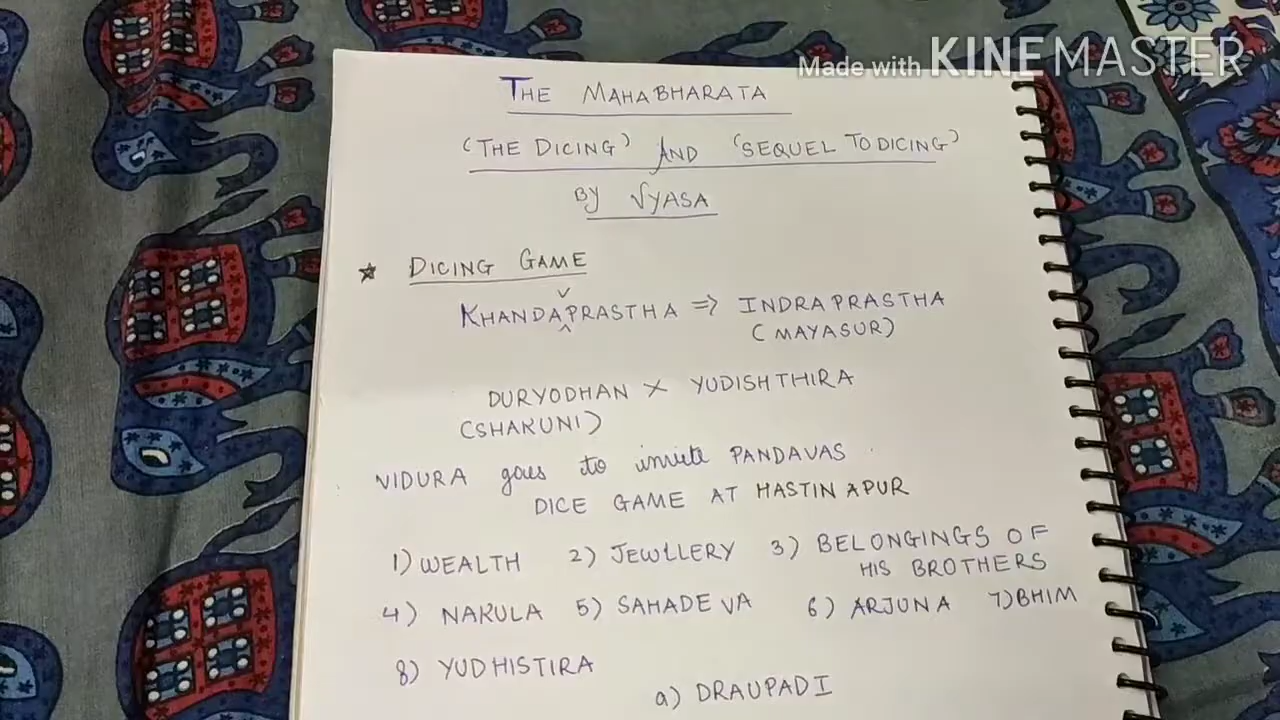 Made with KINEMASTER
THE MAHABHARATA
(THE DICING) AND (SEQUEL TO DICING)
BY VYASA
* DICING GAME
KHANDAPRASTHA => INDRAPRASTHA
(MAYASUR)
DURYODHAN X YUDISHTHIRA
(SHAKUNI)
VIDURA goes to invite PANDAVAS
DICE GAME AT HASTINAPUR
1) WEALTH 2) JEWLLERY 3) BELONGINGS OF
HIS BROTHERS
4) NAKULA 5) SAHADEVA 6) ARJUNA 7) BHIM
8) YUDHISTIRA
a) DRAUPADI